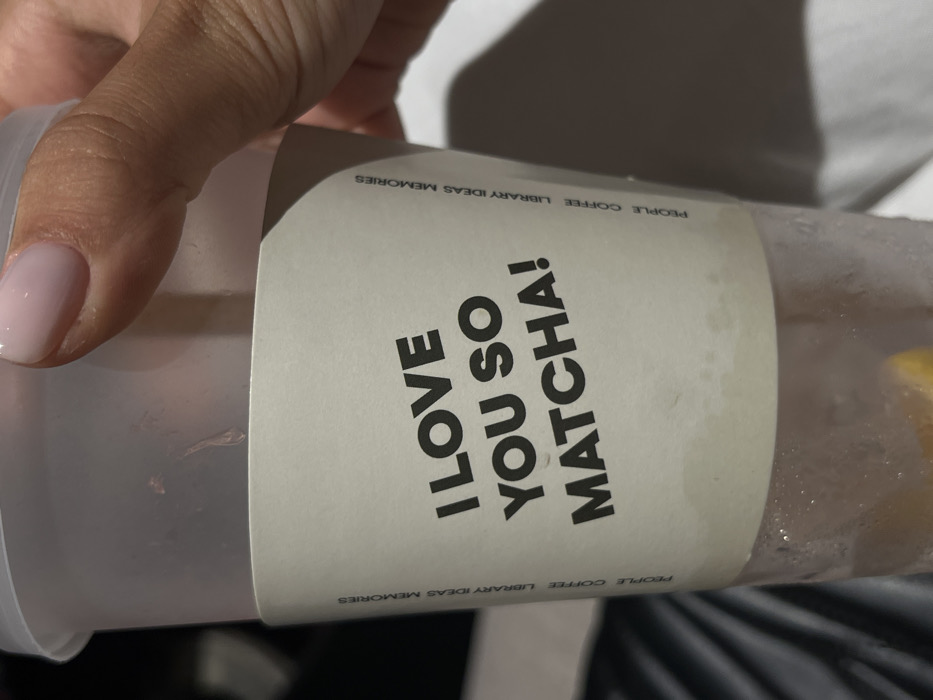 PEOPLE COFFEE LIBRARY IDEAS MEMORIES
I LOVE
YOU SO
MATCHA!
PEOPLE COFFEE LIBRARY IDEAS MEMORIES